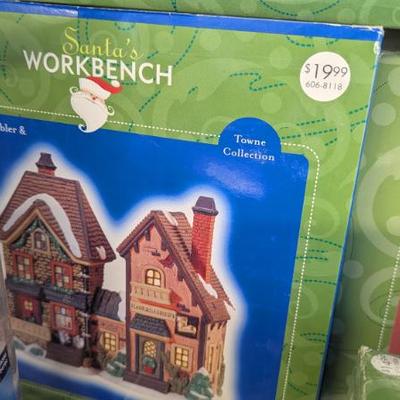 Santa's
WORKBENCH
$19.99
606-8118
bler &
Towne
Collection